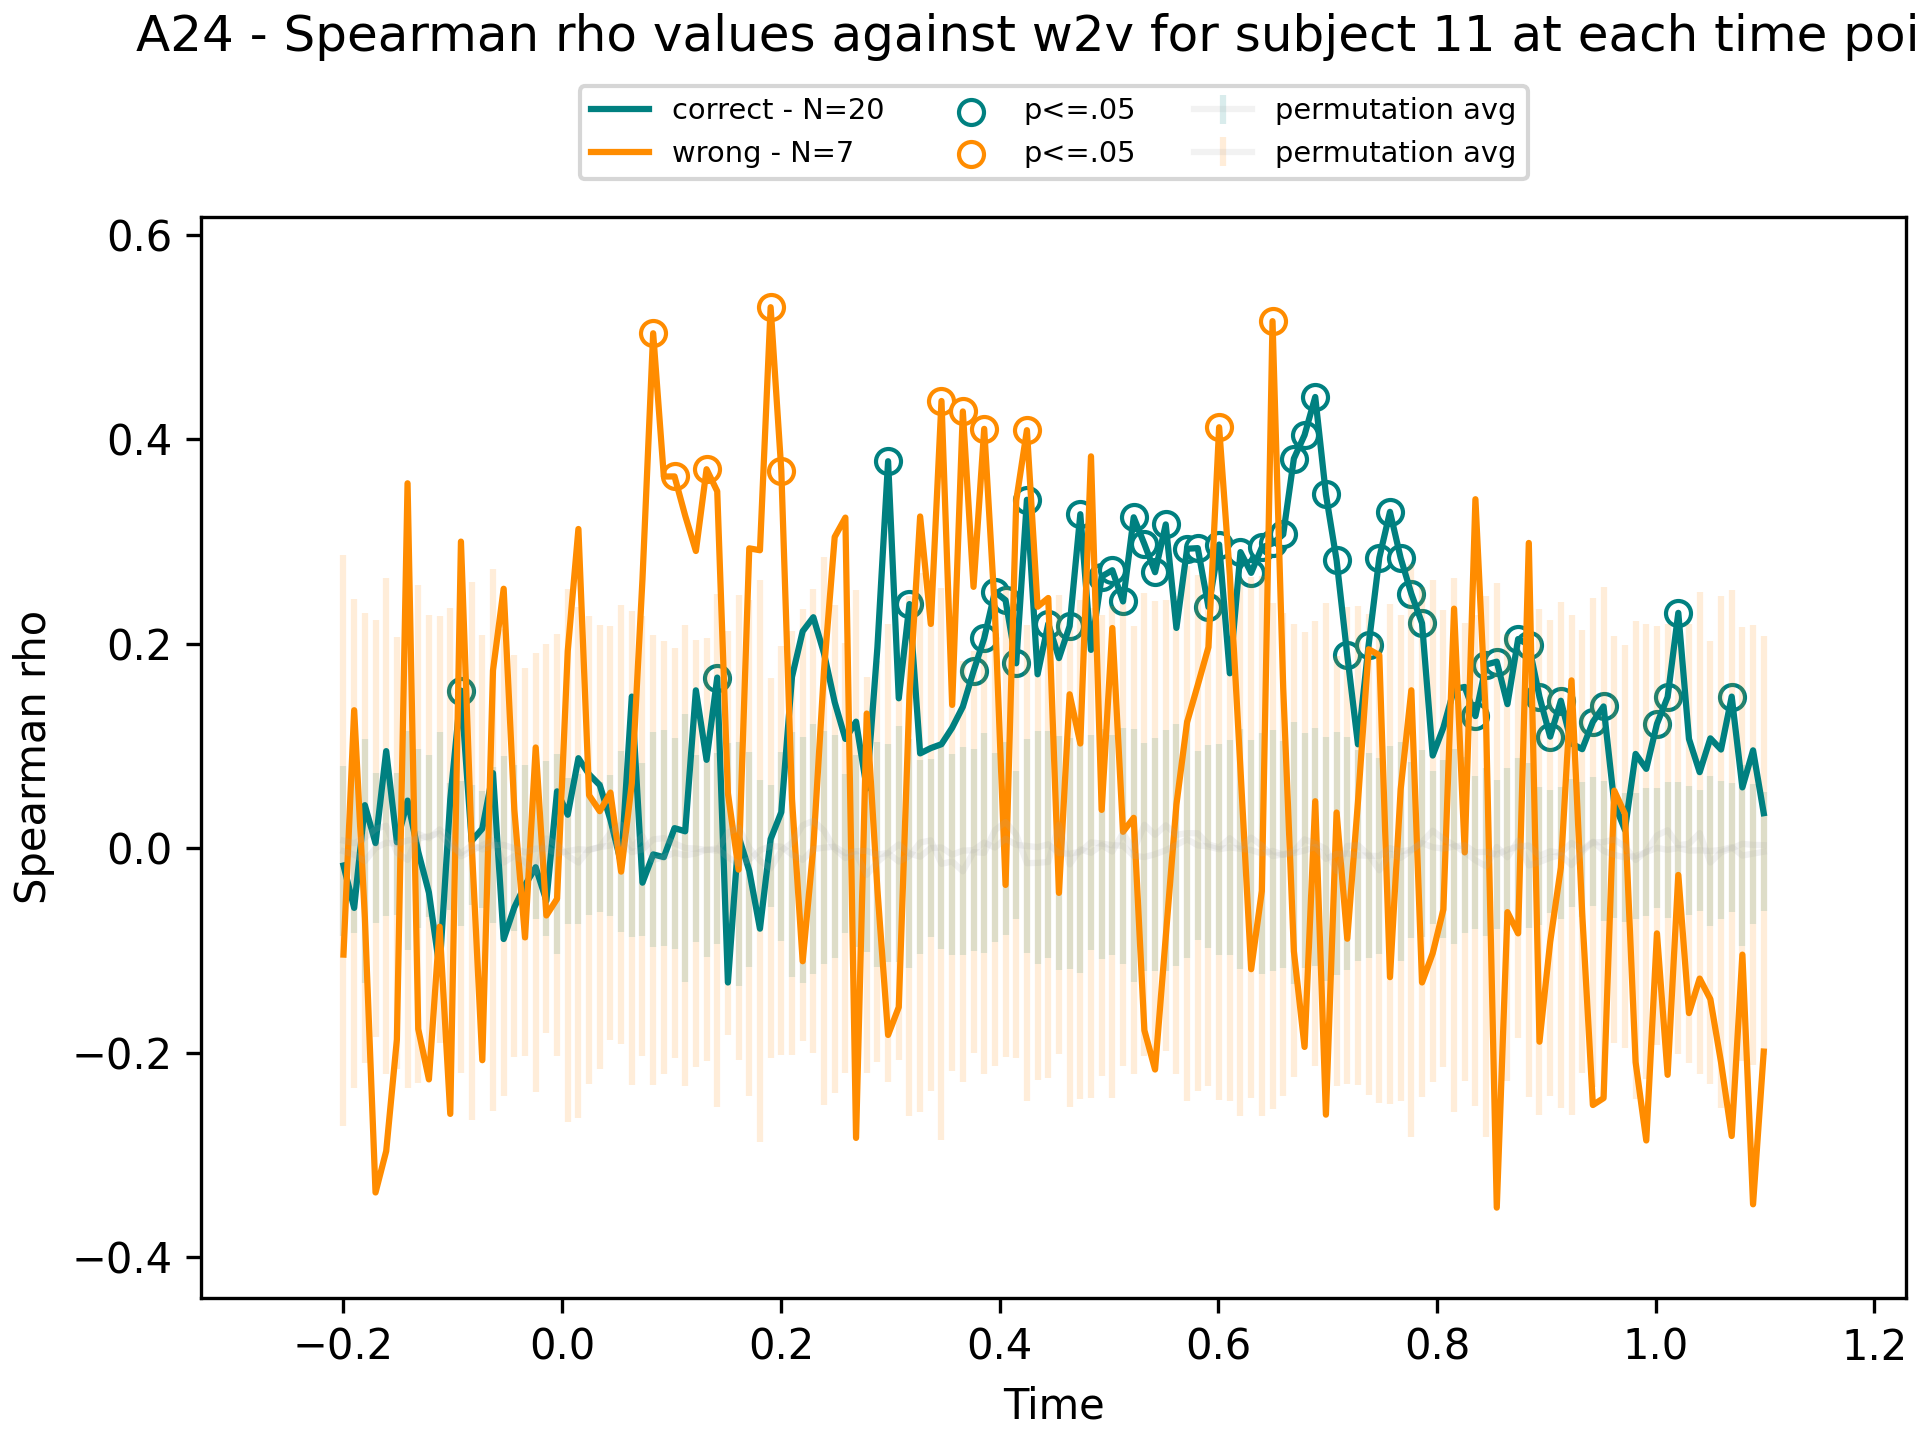 A24 - Spearman rho values against w2v for subject 11 at each time poi
correct - N=20
wrong - N=7
p<=.05
p<=.05
permutation avg
permutation avg
0.6
0.4
0.2
0.0
−0.2
−0.4
Spearman rho
−0.2 0.0 0.2 0.4 0.6 0.8 1.0 1.2
Time